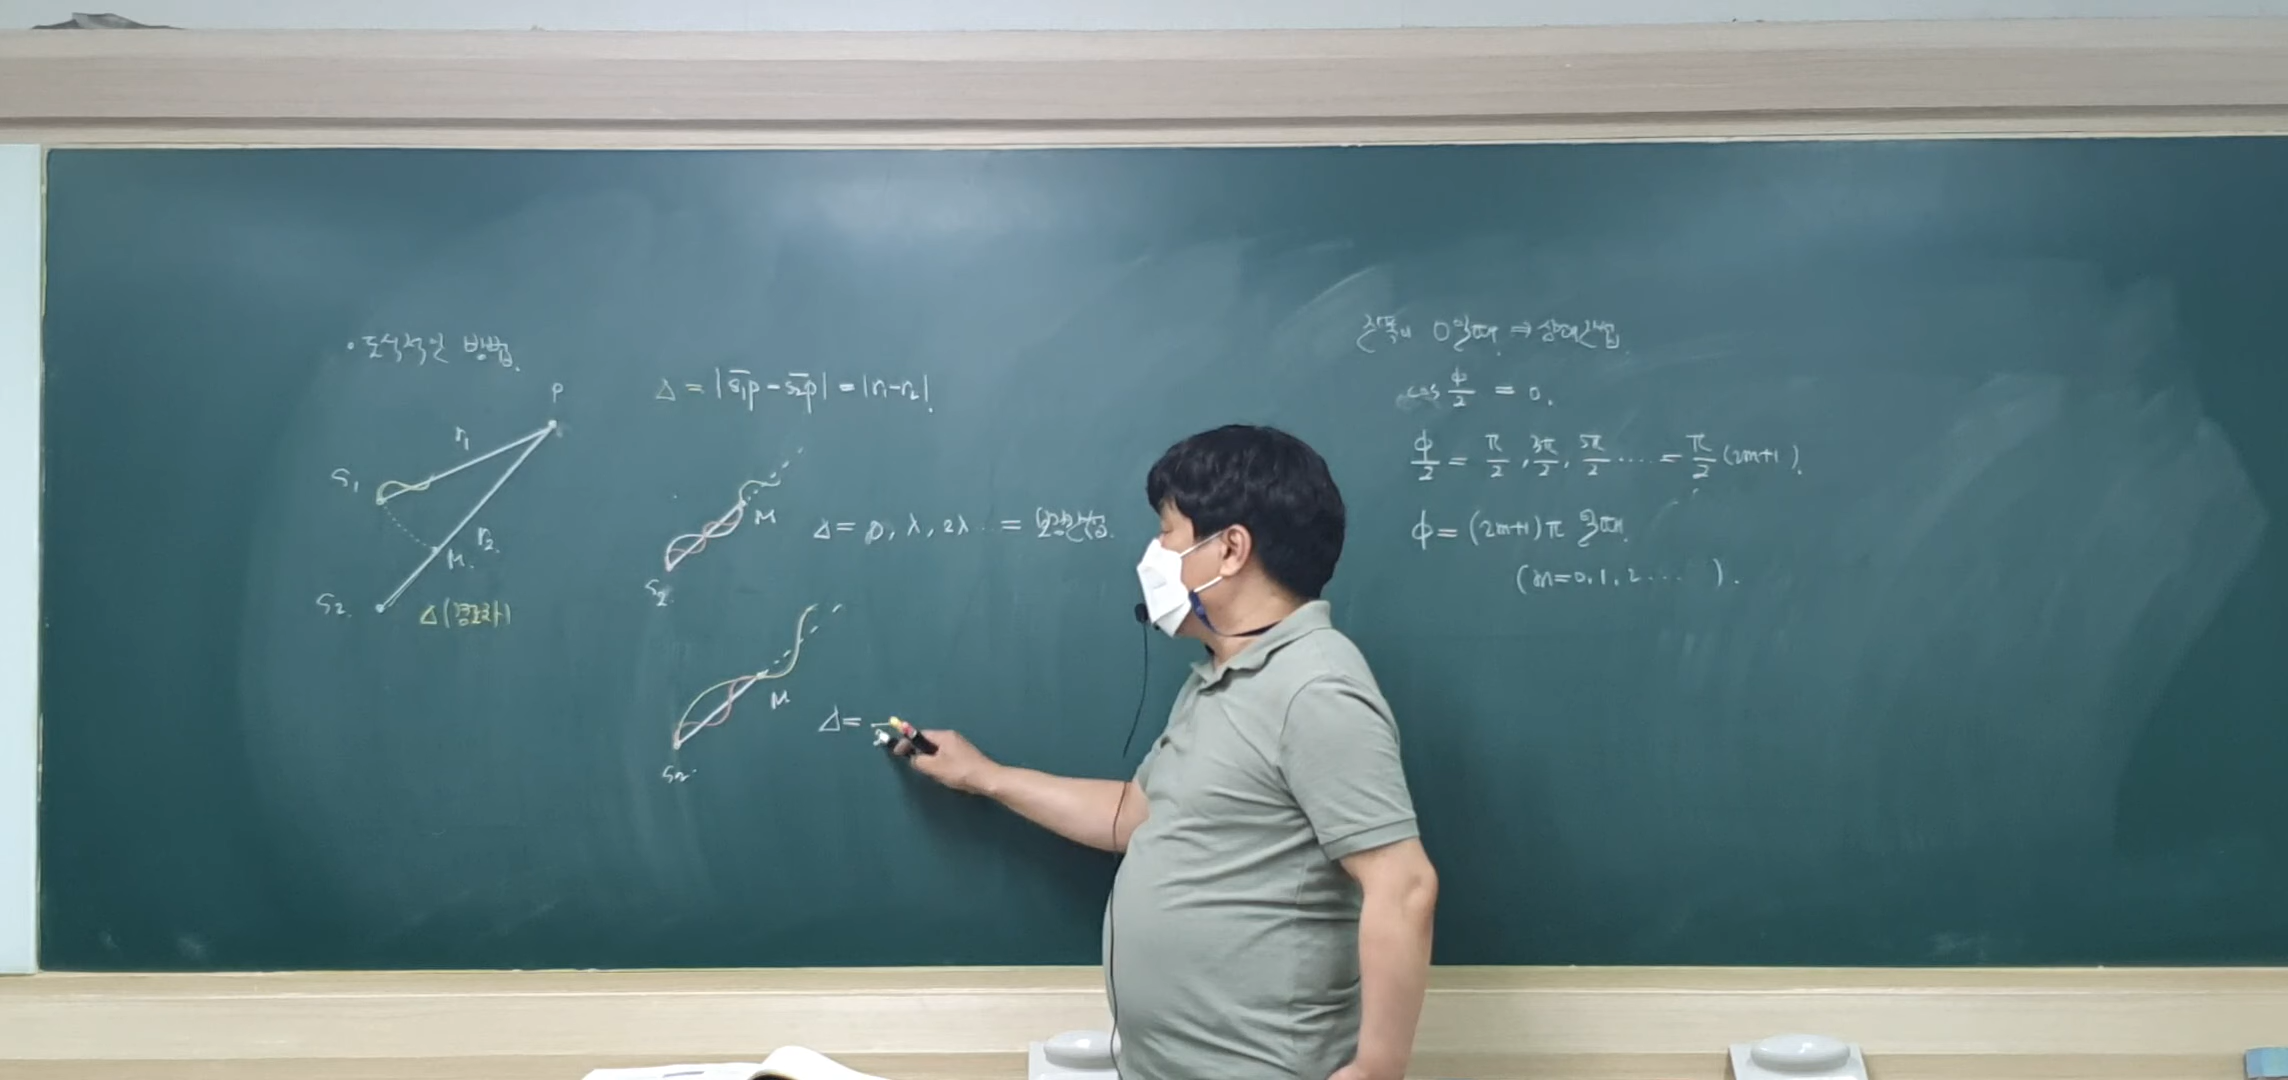 • 도식적인 방법.
P
r₁
S₁
r₂
M.
S₂.
Δ(경로차)
Δ = |S̅₁P̅ - S̅₂P̅| = |r₁-r₂|.
M
S₂.
Δ = 0, λ, 2λ ... = 보강간섭.
M
S₂.
Δ =
진폭이 0일때 ⇒ 상쇄간섭.
cos φ/2 = 0.
φ/2 = π/2, 3π/2, 5π/2 .... = π/2 (2m+1).
φ = (2m+1)π 일때.
(m=0,1,2.... ).